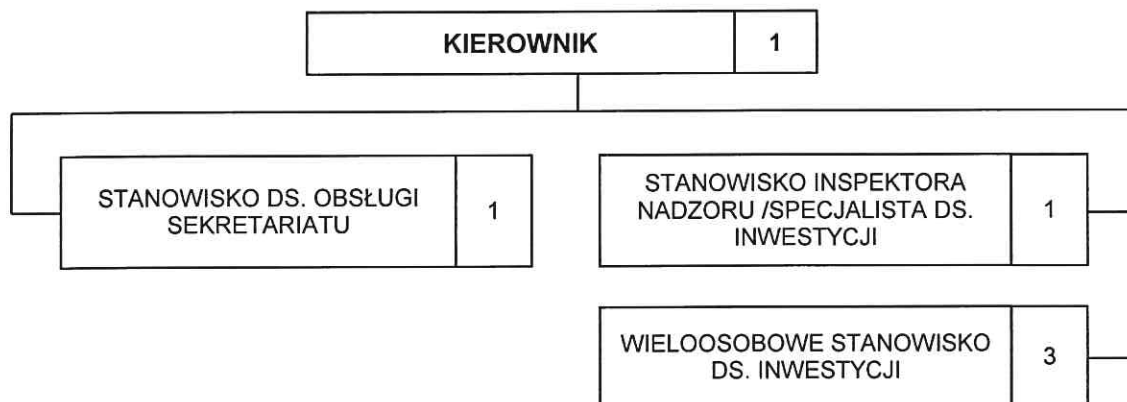 KIEROWNIK 1
STANOWISKO DS. OBSŁUGI
SEKRETARIATU
1
STANOWISKO INSPEKTORA
NADZORU /SPECJALISTA DS.
INWESTYCJI
1
WIELOOSOBOWE STANOWISKO
DS. INWESTYCJI
3